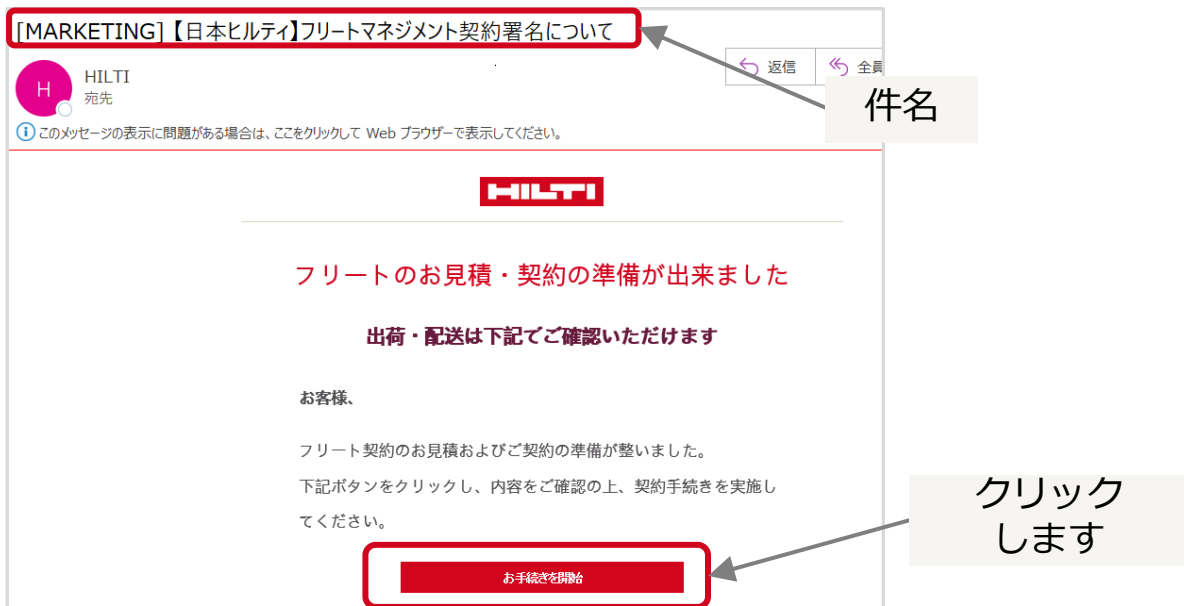 [MARKETING]【日本ヒルティ】フリートマネジメント契約署名について
H
HILTI
宛先
返信
全員
件名
このメッセージの表示に問題がある場合は、ここをクリックして Web ブラウザーで表示してください。
HILTI
フリートのお見積・契約の準備が出来ました
出荷・配送は下記でご確認いただけます
お客様、
フリート契約のお見積およびご契約の準備が整いました。
下記ボタンをクリックし、内容をご確認の上、契約手続きを実施し
てください。
クリック
します
お手続きを開始